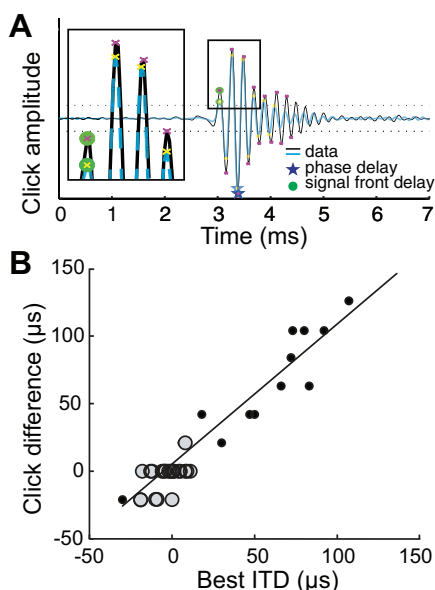 A
Click amplitude
data
phase delay
signal front delay
0 1 2 3 4 5 6 7
Time (ms)
B
Click difference (µs)
150
100
50
0
-50
-50 0 50 100 150
Best ITD (µs)